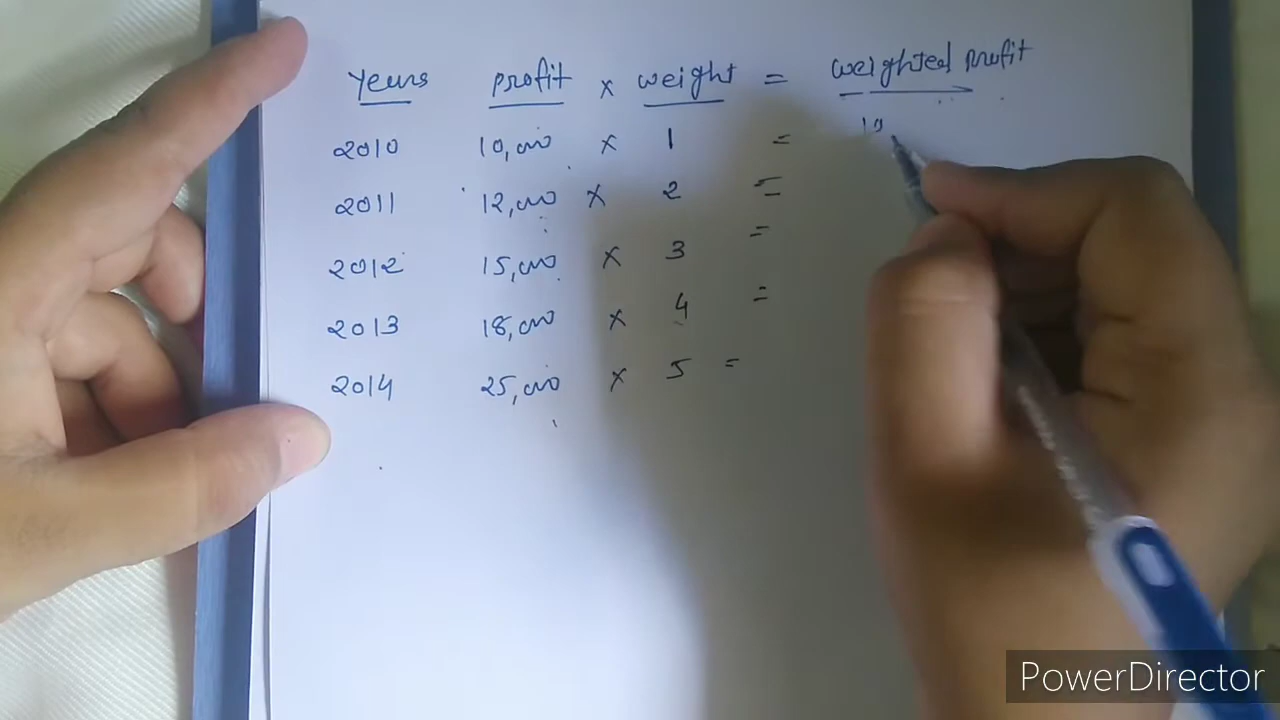 Years profit × weight = weighted profit
2010 10,000 × 1 = 10
2011 12,000 × 2 =
2012 15,000 × 3 =
2013 18,000 × 4 =
2014 25,000 × 5 =
PowerDirector